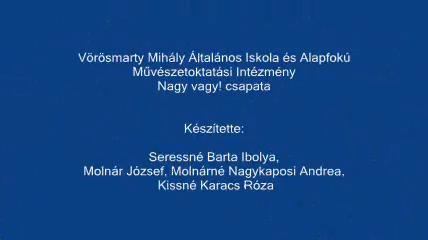 Vörösmarty Mihály Általános Iskola és Alapfokú
Művészetoktatási Intézmény
Nagy vagy! csapata
Készítette:
Seressné Barta Ibolya,
Molnár József, Molnárné Nagykaposi Andrea,
Kissné Karacs Róza